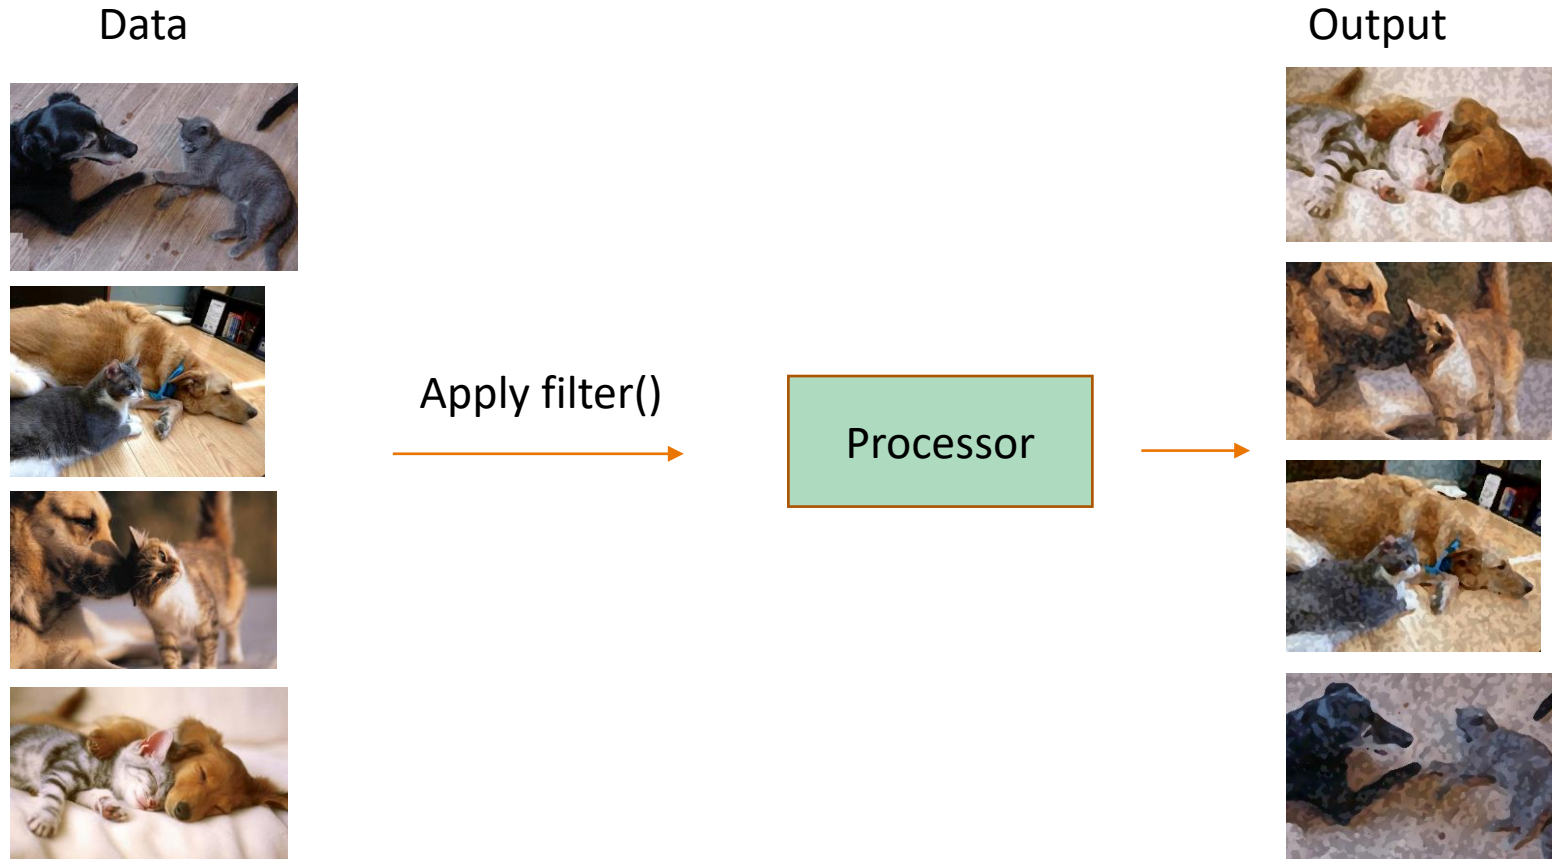 Data
Output
Apply filter()
Processor